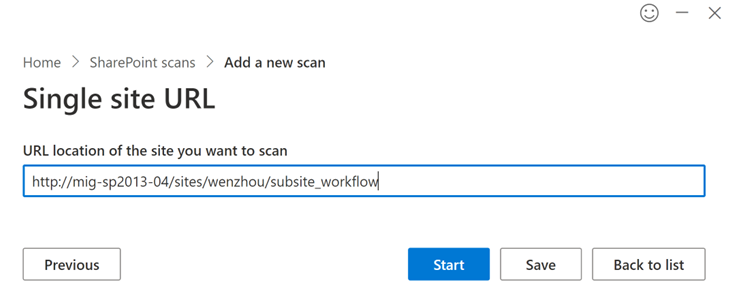 Home > SharePoint scans > Add a new scan
Single site URL
URL location of the site you want to scan
http://mig-sp2013-04/sites/wenzhou/subsite_workflow
Previous Start Save Back to list